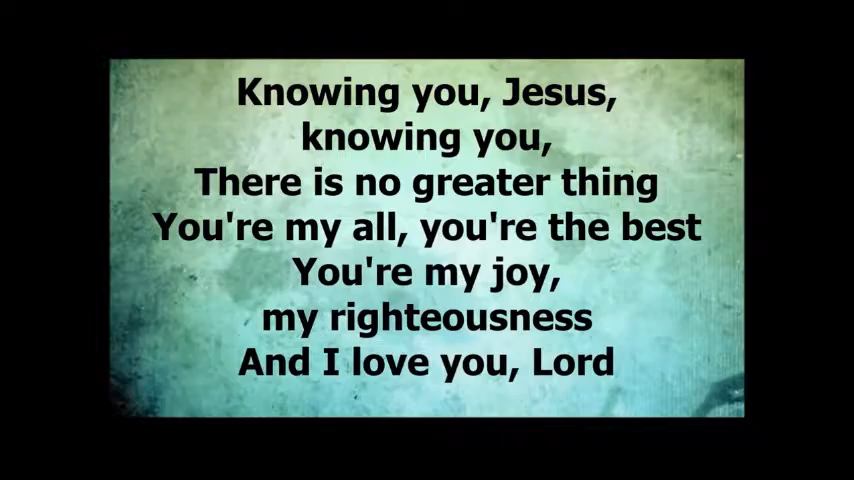 Knowing you, Jesus,
knowing you,
There is no greater thing
You're my all, you're the best
You're my joy,
my righteousness
And I love you, Lord